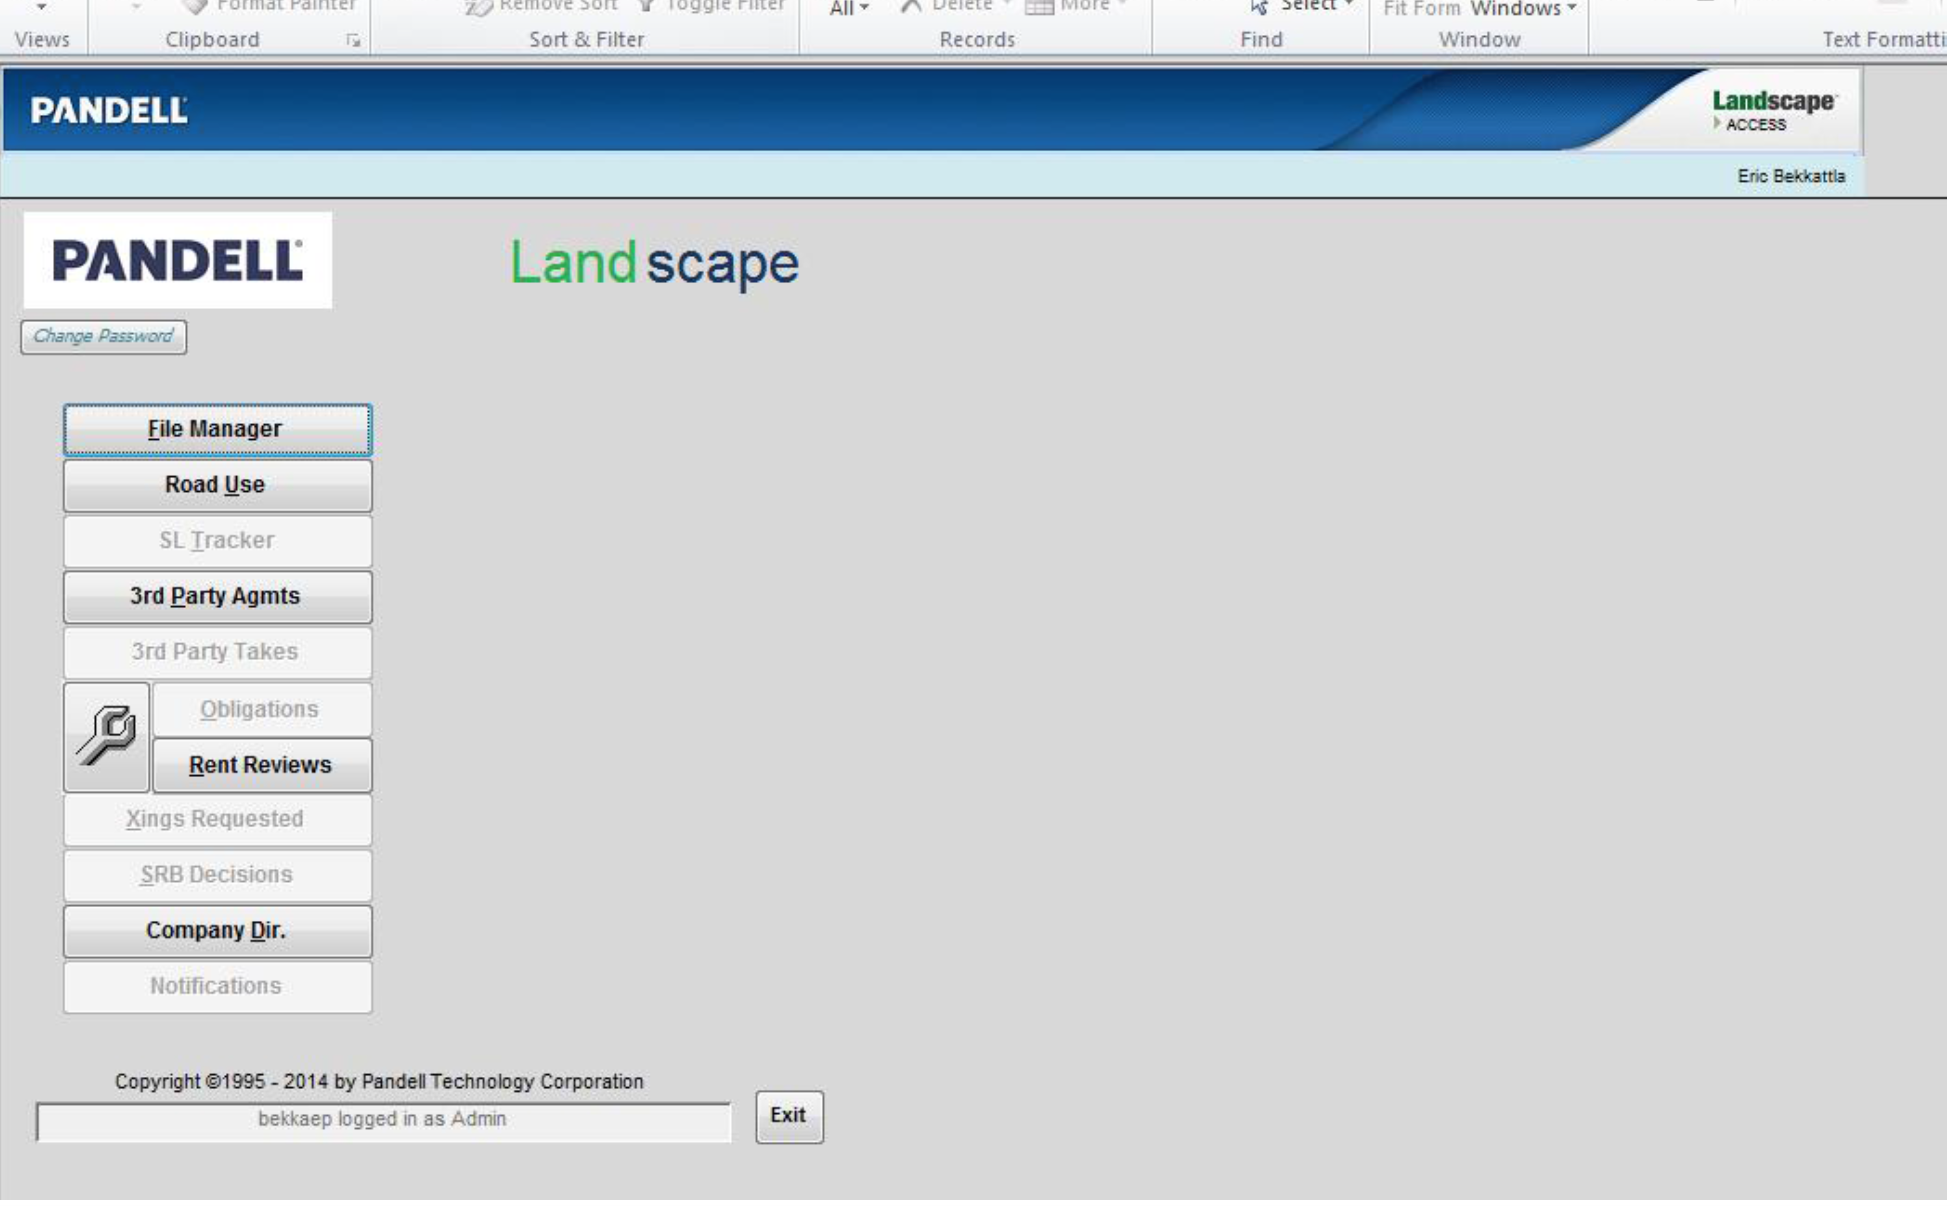 Format Painter
Remove Sort Toggle Filter
All Delete More
Select
Fit Form Windows
Views Clipboard Sort & Filter Records Find Window Text Formatti
PANDELL
Landscape
ACCESS
Eric Bekkattla
PANDELL
Landscape
Change Password
File Manager
Road Use
SL Tracker
3rd Party Agmts
3rd Party Takes
Obligations
Rent Reviews
Xings Requested
SRB Decisions
Company Dir.
Notifications
Copyright ©1995 - 2014 by Pandell Technology Corporation
bekkaep logged in as Admin
Exit